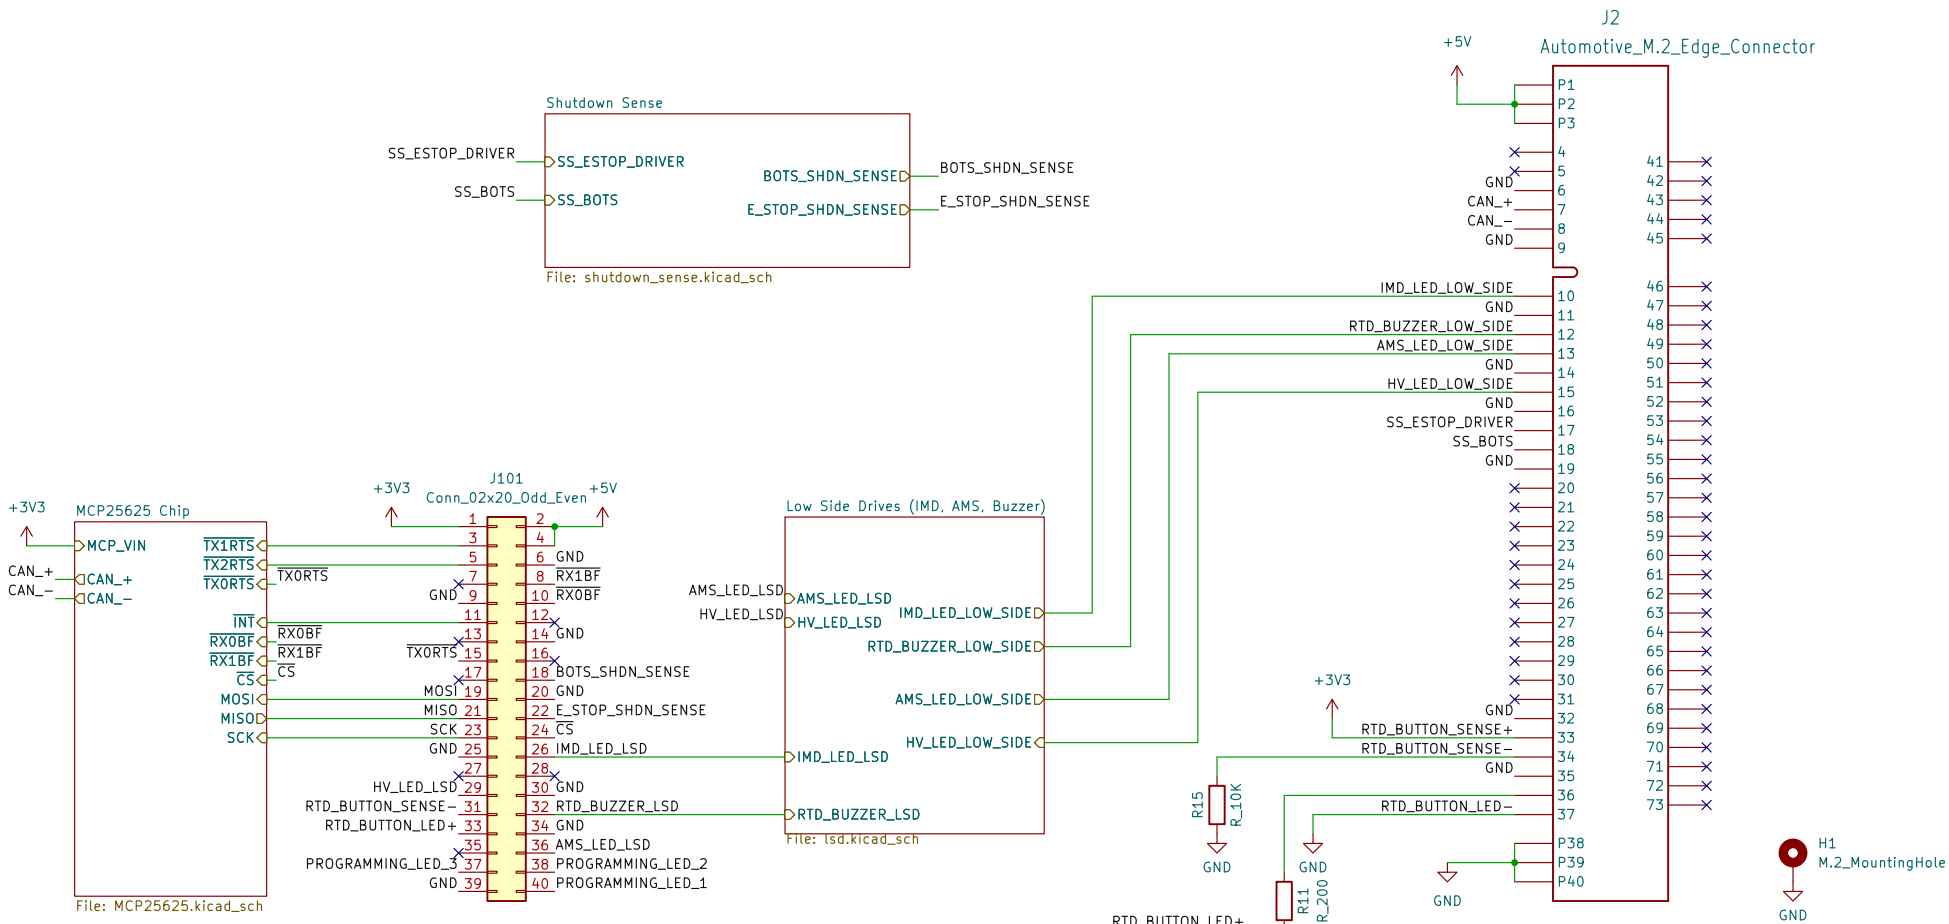 J2
Automotive_M.2_Edge_Connector
+5V
P1
P2
P3
4
5
GND 6
CAN_+ 7
CAN_- 8
GND 9
IMD_LED_LOW_SIDE 10
GND 11
RTD_BUZZER_LOW_SIDE 12
AMS_LED_LOW_SIDE 13
GND 14
HV_LED_LOW_SIDE 15
GND 16
SS_ESTOP_DRIVER 17
SS_BOTS 18
GND 19
20
21
22
23
24
25
26
27
28
29
30
31
GND 32
+3V3
RTD_BUTTON_SENSE+ 33
RTD_BUTTON_SENSE- 34
GND 35
36
RTD_BUTTON_LED- 37
P38
P39
P40
41
42
43
44
45
46
47
48
49
50
51
52
53
54
55
56
57
58
59
60
61
62
63
64
65
66
67
68
69
70
71
72
73
Shutdown Sense
SS_ESTOP_DRIVER SS_ESTOP_DRIVER
SS_BOTS SS_BOTS
BOTS_SHDN_SENSE BOTS_SHDN_SENSE
E_STOP_SHDN_SENSE E_STOP_SHDN_SENSE
File: shutdown_sense.kicad_sch
+3V3
MCP25625 Chip
MCP_VIN
CAN_+ CAN_+
CAN_- CAN_-
TX1RTS
TX2RTS
TX0RTS TX0RTS
INT
RX0BF RX0BF
RX1BF RX1BF
CS CS
MOSI
MISO
SCK
File: MCP25625.kicad_sch
J101
Conn_02x20_Odd_Even
+3V3
+5V
1 2
3 4
5 6 GND
7 8 RX1BF
GND 9 10 RX0BF
11 12
13 14 GND
TX0RTS 15 16
17 18 BOTS_SHDN_SENSE
MOSI 19 20 GND
MISO 21 22 E_STOP_SHDN_SENSE
SCK 23 24 CS
GND 25 26 IMD_LED_LSD
27 28
HV_LED_LSD 29 30 GND
RTD_BUTTON_SENSE- 31 32 RTD_BUZZER_LSD
RTD_BUTTON_LED+ 33 34 GND
35 36 AMS_LED_LSD
PROGRAMMING_LED_3 37 38 PROGRAMMING_LED_2
GND 39 40 PROGRAMMING_LED_1
Low Side Drives (IMD, AMS, Buzzer)
AMS_LED_LSD AMS_LED_LSD
HV_LED_LSD HV_LED_LSD
IMD_LED_LOW_SIDE
RTD_BUZZER_LOW_SIDE
AMS_LED_LOW_SIDE
HV_LED_LOW_SIDE
IMD_LED_LSD
RTD_BUZZER_LSD
File: lsd.kicad_sch
R15
R_10K
GND
GND
GND
R11
R_200
RTD_BUTTON_LED+
H1
M.2_MountingHole
GND